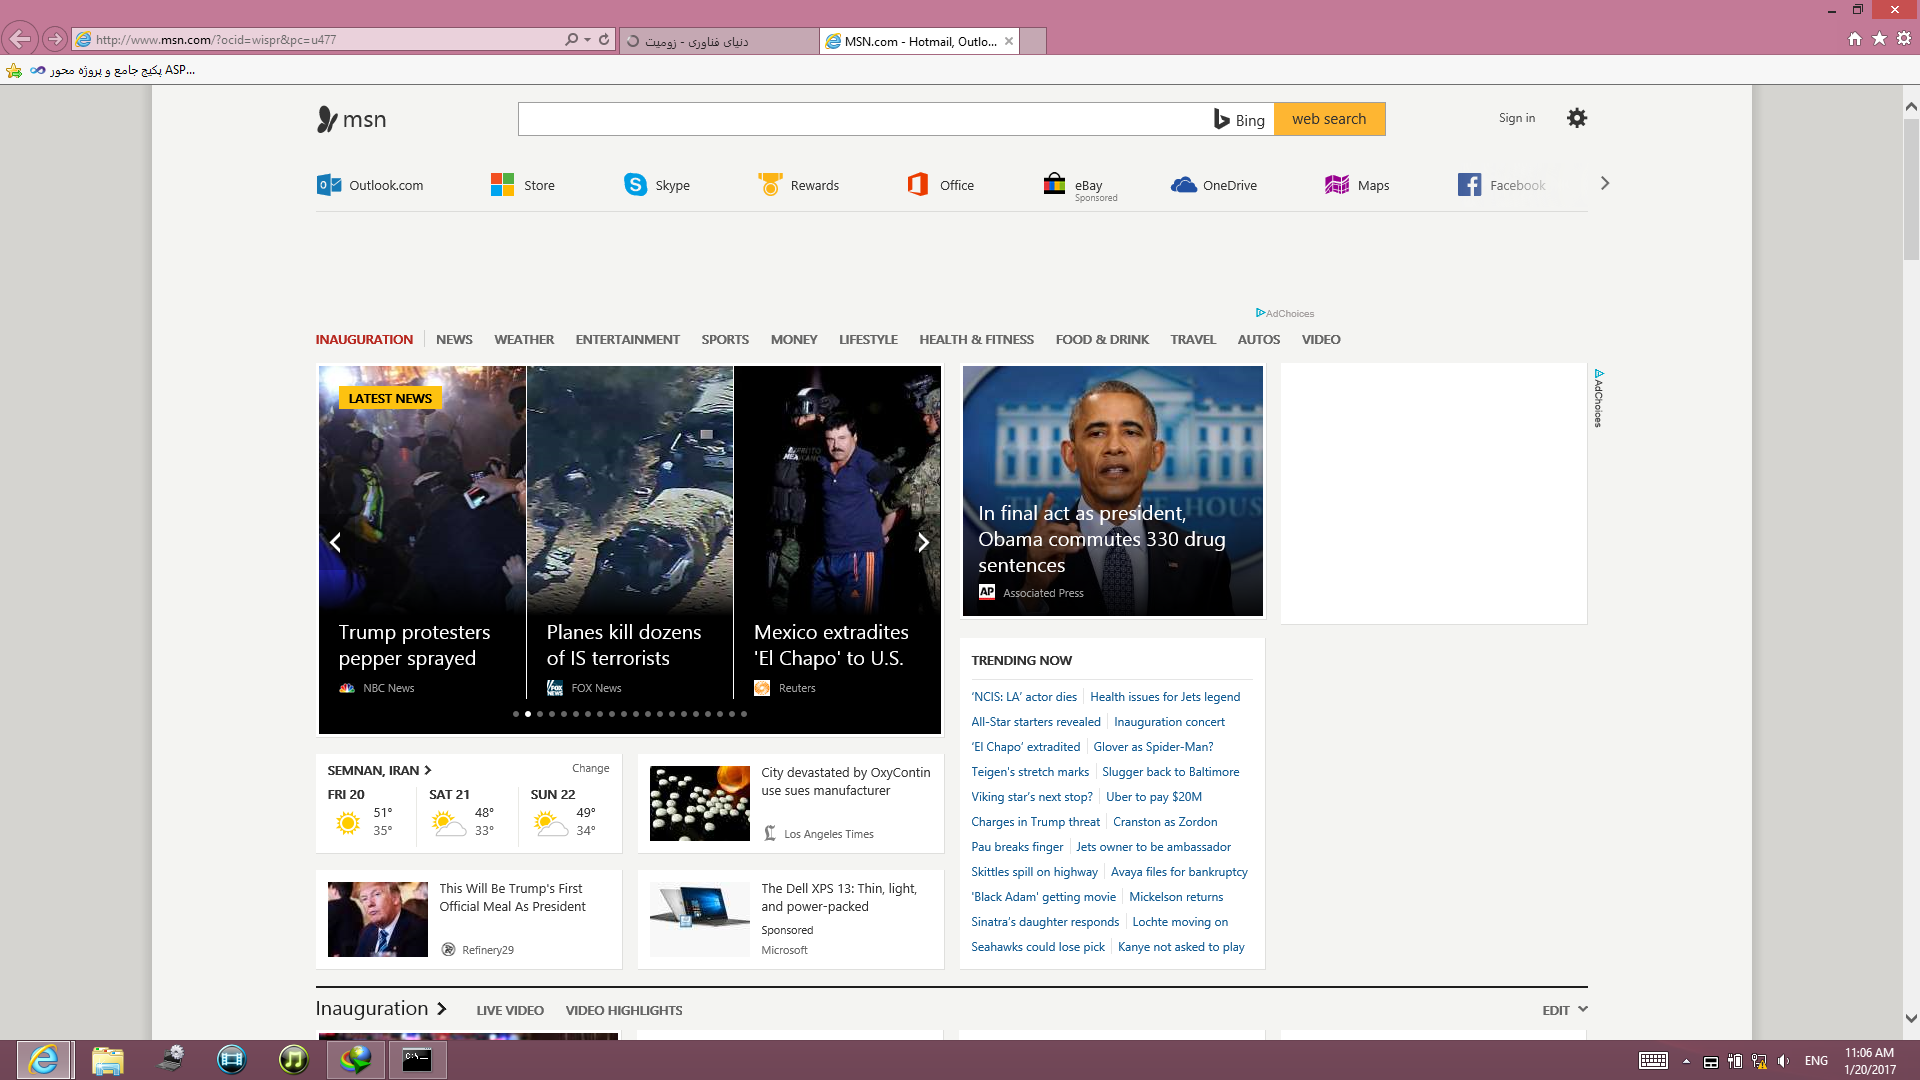 http://www.msn.com/?ocid=wispr&pc=u477
دنیای فناوری - زومیت
MSN.com - Hotmail, Outlo...
پکیج جامع و پروژه محور ASP...
msn
Bing
web search
Sign in
Outlook.com
Store
Skype
Rewards
Office
eBay
Sponsored
OneDrive
Maps
Facebook
AdChoices
INAUGURATION
NEWS
WEATHER
ENTERTAINMENT
SPORTS
MONEY
LIFESTYLE
HEALTH & FITNESS
FOOD & DRINK
TRAVEL
AUTOS
VIDEO
LATEST NEWS
Trump protesters
pepper sprayed
NBC News
Planes kill dozens
of IS terrorists
FOX News
Mexico extradites
'El Chapo' to U.S.
Reuters
In final act as president,
Obama commutes 330 drug
sentences
AP
Associated Press
AdChoices
TRENDING NOW
'NCIS: LA' actor dies
Health issues for Jets legend
All-Star starters revealed
Inauguration concert
'El Chapo' extradited
Glover as Spider-Man?
Teigen's stretch marks
Slugger back to Baltimore
Viking star's next stop?
Uber to pay $20M
Charges in Trump threat
Cranston as Zordon
Pau breaks finger
Jets owner to be ambassador
Skittles spill on highway
Avaya files for bankruptcy
'Black Adam' getting movie
Mickelson returns
Sinatra's daughter responds
Lochte moving on
Seahawks could lose pick
Kanye not asked to play
SEMNAN, IRAN
Change
FRI 20
51°
35°
SAT 21
48°
33°
SUN 22
49°
34°
City devastated by OxyContin
use sues manufacturer
Los Angeles Times
This Will Be Trump's First
Official Meal As President
Refinery29
The Dell XPS 13: Thin, light,
and power-packed
Sponsored
Microsoft
Inauguration
LIVE VIDEO
VIDEO HIGHLIGHTS
EDIT
ENG
11:06 AM
1/20/2017